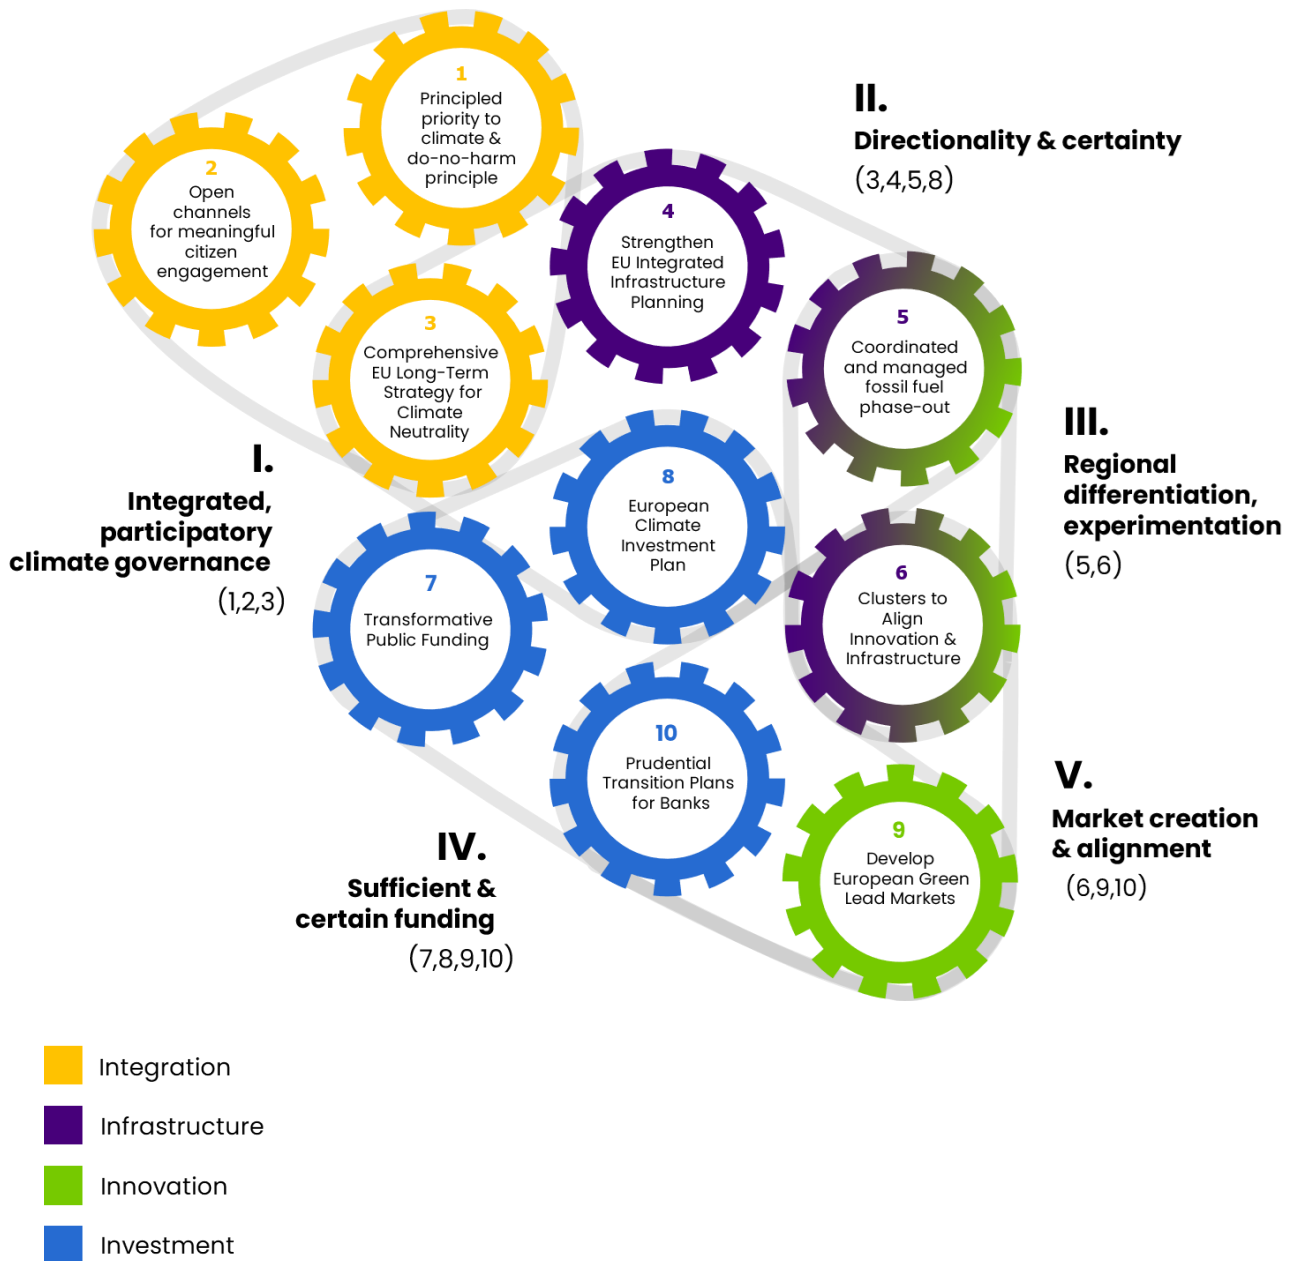 1
Principled
priority to
climate &
do-no-harm
principle
2
Open
channels
for meaningful
citizen
engagement
3
Comprehensive
EU Long-Term
Strategy for
Climate
Neutrality
4
Strengthen
EU Integrated
Infrastructure
Planning
5
Coordinated
and managed
fossil fuel
phase-out
6
Clusters to
Align
Innovation &
Infrastructure
7
Transformative
Public Funding
8
European
Climate
Investment
Plan
9
Develop
European Green
Lead Markets
10
Prudential
Transition Plans
for Banks
I.
Integrated,
participatory
climate governance
(1,2,3)
II.
Directionality & certainty
(3,4,5,8)
III.
Regional
differentiation,
experimentation
(5,6)
IV.
Sufficient &
certain funding
(7,8,9,10)
V.
Market creation
& alignment
(6,9,10)
Integration
Infrastructure
Innovation
Investment